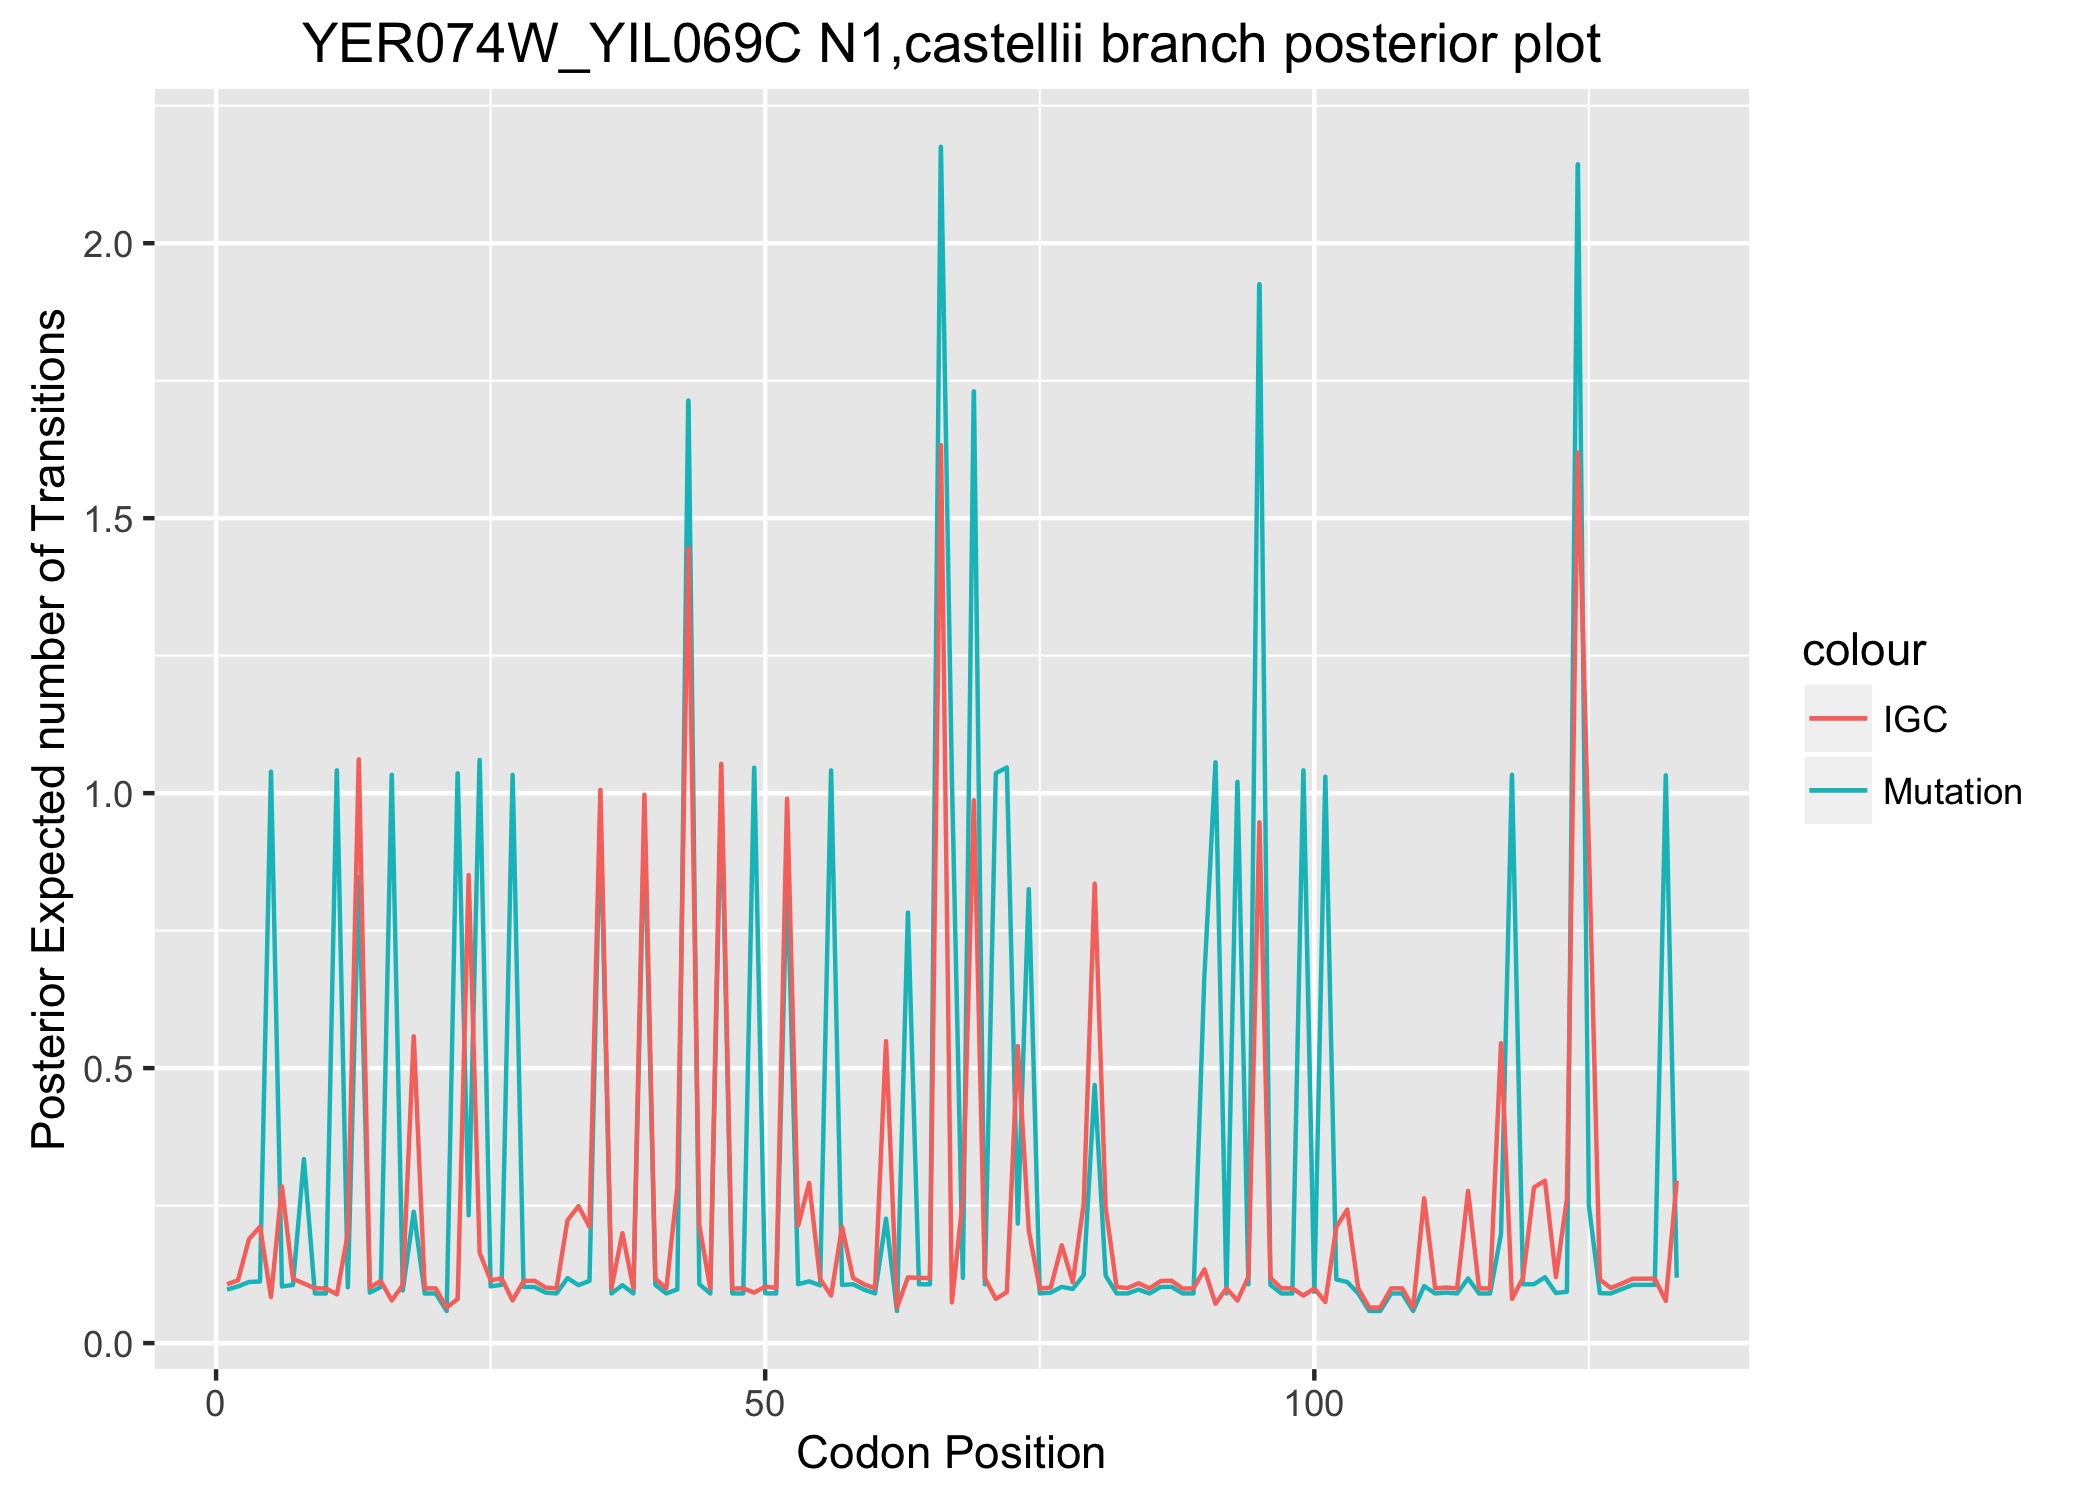 YER074W_YIL069C N1,castellii branch posterior plot
Posterior Expected number of Transitions
2.0
1.5
1.0
0.5
0.0
0
50
100
Codon Position
colour
IGC
Mutation